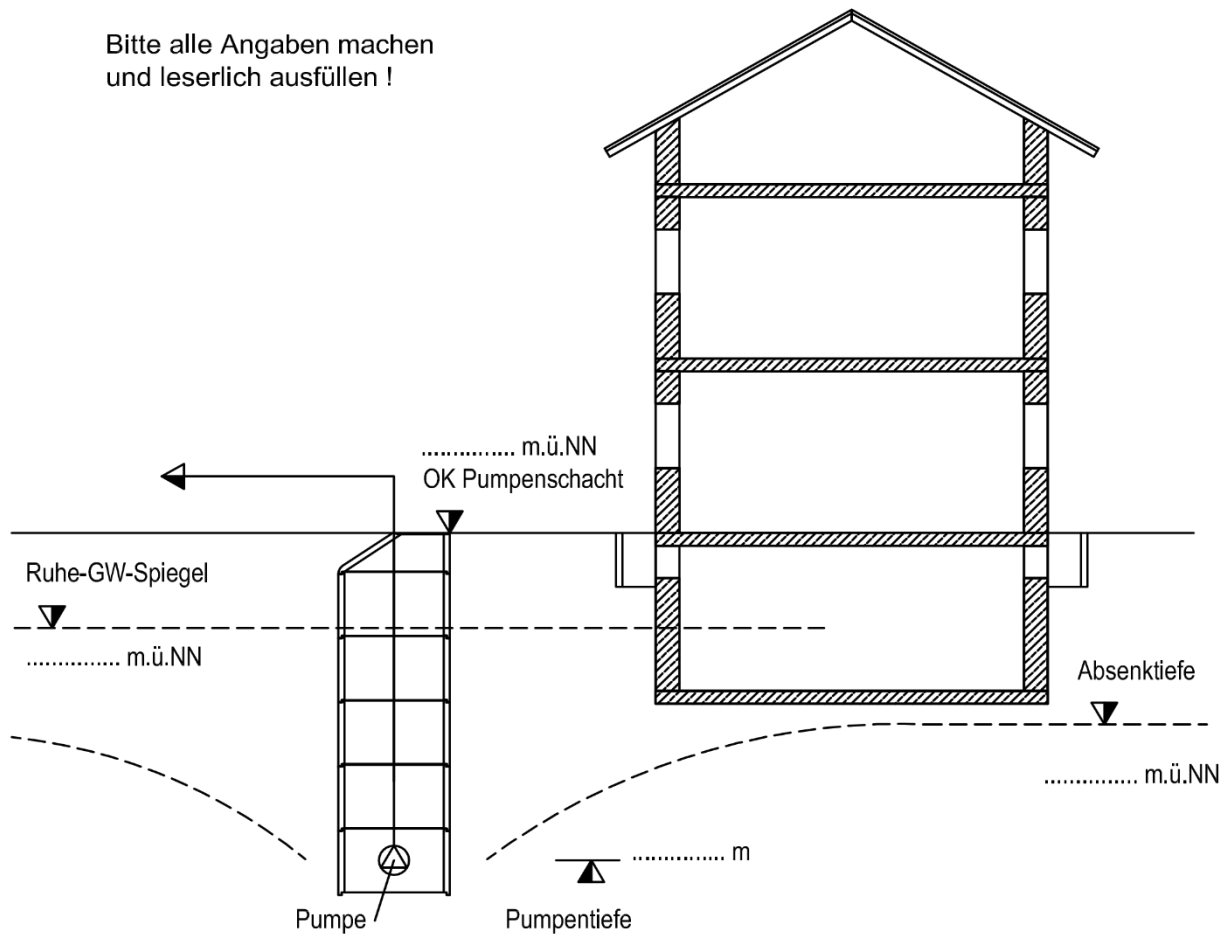 Bitte alle Angaben machen
und leserlich ausfüllen !
............... m.ü.NN
OK Pumpenschacht
Ruhe-GW-Spiegel
............... m.ü.NN
Absenktiefe
............... m.ü.NN
............... m
Pumpe
Pumpentiefe